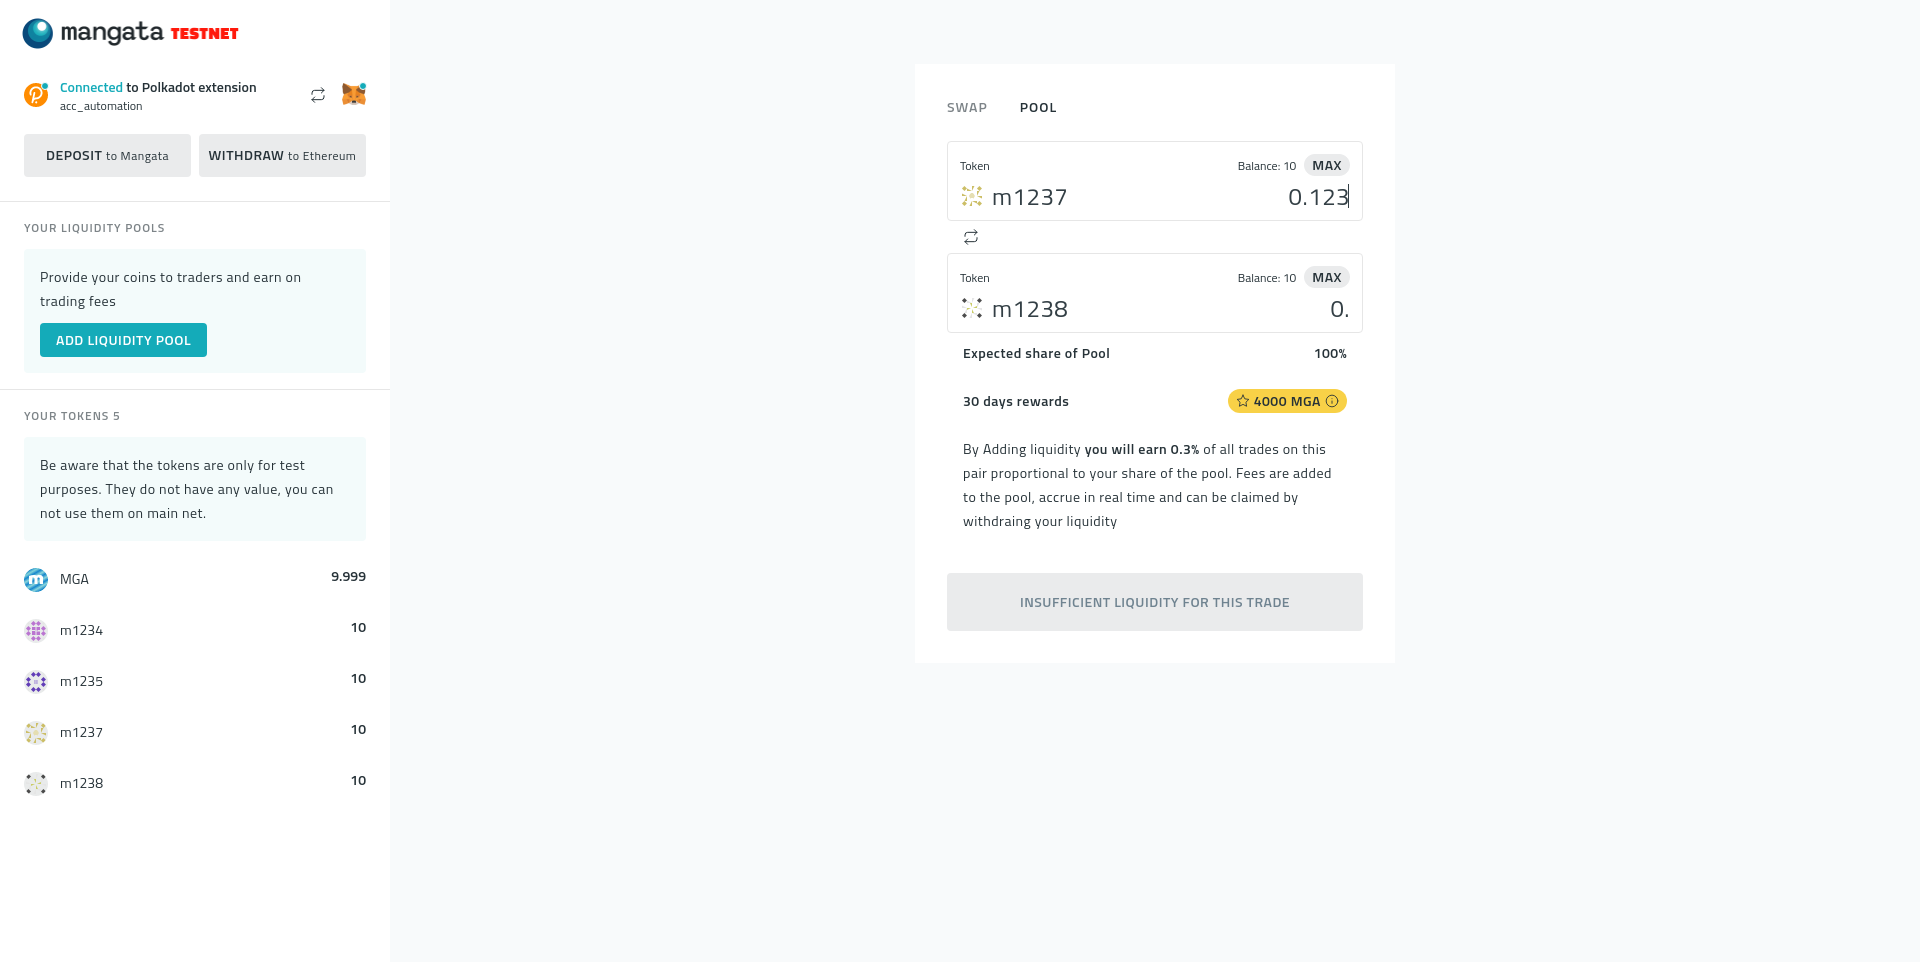 mangata TESTNET
Connected to Polkadot extension
acc_automation
DEPOSIT to Mangata
WITHDRAW to Ethereum
YOUR LIQUIDITY POOLS
Provide your coins to traders and earn on
trading fees
ADD LIQUIDITY POOL
YOUR TOKENS 5
Be aware that the tokens are only for test
purposes. They do not have any value, you can
not use them on main net.
MGA 9.999
m1234 10
m1235 10
m1237 10
m1238 10
SWAP POOL
Token Balance: 10 MAX
m1237 0.123
Token Balance: 10 MAX
m1238 0.
Expected share of Pool 100%
30 days rewards 4000 MGA
By Adding liquidity you will earn 0.3% of all trades on this
pair proportional to your share of the pool. Fees are added
to the pool, accrue in real time and can be claimed by
withdraing your liquidity
INSUFFICIENT LIQUIDITY FOR THIS TRADE